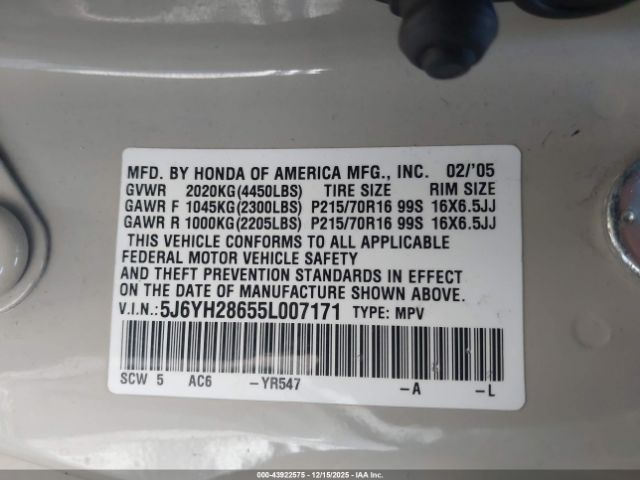 MFD. BY HONDA OF AMERICA MFG., INC. 02/'05
GVWR 2020KG(4450LBS) TIRE SIZE RIM SIZE
GAWR F 1045KG(2300LBS) P215/70R16 99S 16X6.5JJ
GAWR R 1000KG(2205LBS) P215/70R16 99S 16X6.5JJ
THIS VEHICLE CONFORMS TO ALL APPLICABLE
FEDERAL MOTOR VEHICLE SAFETY
AND THEFT PREVENTION STANDARDS IN EFFECT
ON THE DATE OF MANUFACTURE SHOWN ABOVE.
V.I.N.:5J6YH28655L007171 TYPE: MPV
SCW 5 AC6 -YR547 -A -L
(c) 43922575 - 12/15/2025 - IAA Inc.